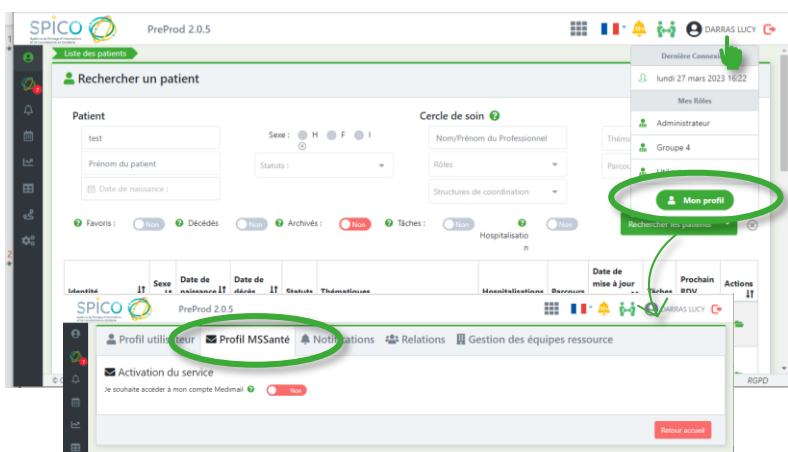 SPICO
PreProd 2.0.5
DARRAS LUCY
Liste des patients
Dernière Connexi
Rechercher un patient
lundi 27 mars 2023 16:22
Mes Rôles
Patient
Cercle de soin
Administrateur
test
Sexe :
H
F
I
Nom/Prénom du Professionnel
Théma
Groupe 4
Prénom du patient
Statuts :
Rôles
Parcou
Date de naissance :
Structures de coordination
Mon profil
Favoris :
Non
Décédés
Non
Archivés :
Non
Tâches :
Non
Hospitalisatio
n
Non
Rechercher les patients
Identité
Sexe
Date de
naissance
Date de
décès
Statuts
Thématiques
Hospitalisations
Parcours
Date de
mise à jour
Tâches
Prochain
RDV
Actions
SPICO
PreProd 2.0.5
DARRAS LUCY
Profil utilisateur
Profil MSSanté
Notifications
Relations
Gestion des équipes ressource
Activation du service
Je souhaite accéder à mon compte Medimail
Non
RGPD
Retour accueil